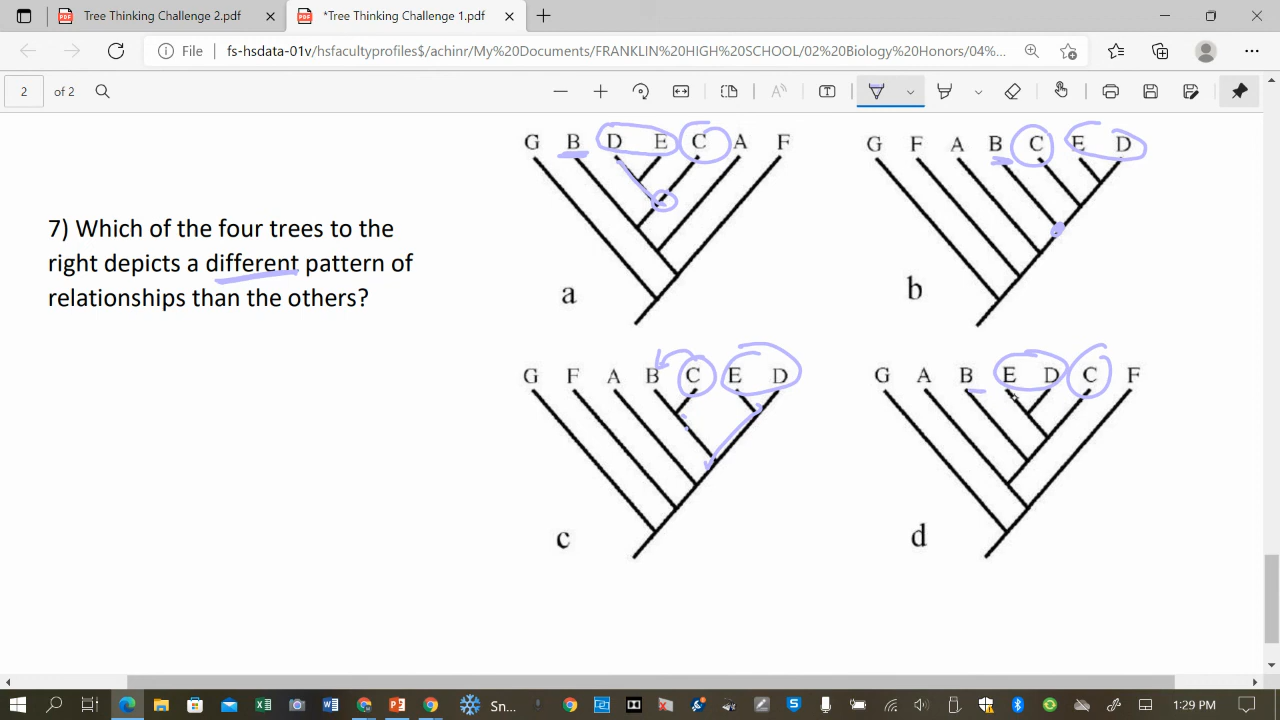 Tree Thinking Challenge 2.pdf
*Tree Thinking Challenge 1.pdf
File
fs-hsdata-01v/hsfacultyprofiles$/achinr/My%20Documents/FRANKLIN%20HIGH%20SCHOOL/02%20Biology%20Honors/04%...
2 of 2
G B D E C A F
G F A B C E D
7) Which of the four trees to the
right depicts a different pattern of
relationships than the others?
a
b
G F A B C E D
G A B E D C F
c
d
Sn...
1:29 PM